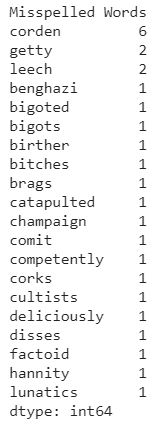 Misspelled Words
corden 6
getty 2
leech 2
benghazi 1
bigoted 1
bigots 1
birther 1
bitches 1
brags 1
catapulted 1
champaign 1
comit 1
competently 1
corks 1
cultists 1
deliciously 1
disses 1
factoid 1
hannity 1
lunatics 1
dtype: int64